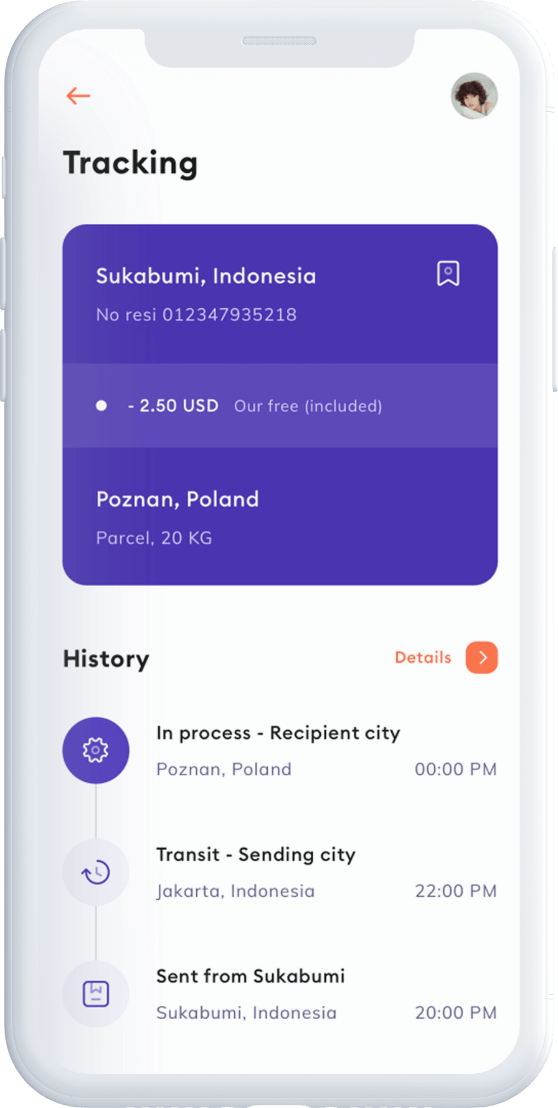 Tracking
Sukabumi, Indonesia
No resi 012347935218
- 2.50 USD Our free (included)
Poznan, Poland
Parcel, 20 KG
History Details
In process - Recipient city
Poznan, Poland 00:00 PM
Transit - Sending city
Jakarta, Indonesia 22:00 PM
Sent from Sukabumi
Sukabumi, Indonesia 20:00 PM